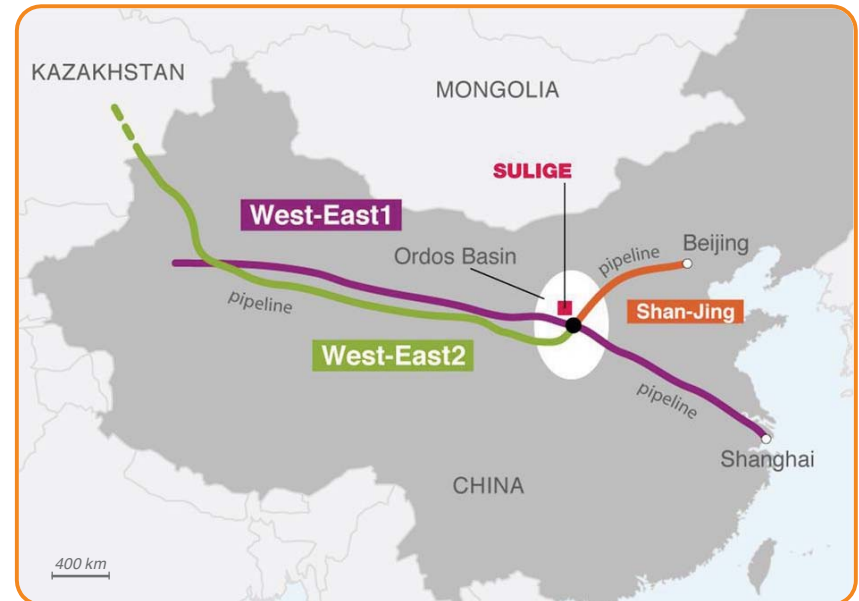 KAZAKHSTAN
MONGOLIA
SULIGE
West-East1
Ordos Basin
pipeline
Beijing
pipeline
Shan-Jing
West-East2
pipeline
Shanghai
CHINA
400 km